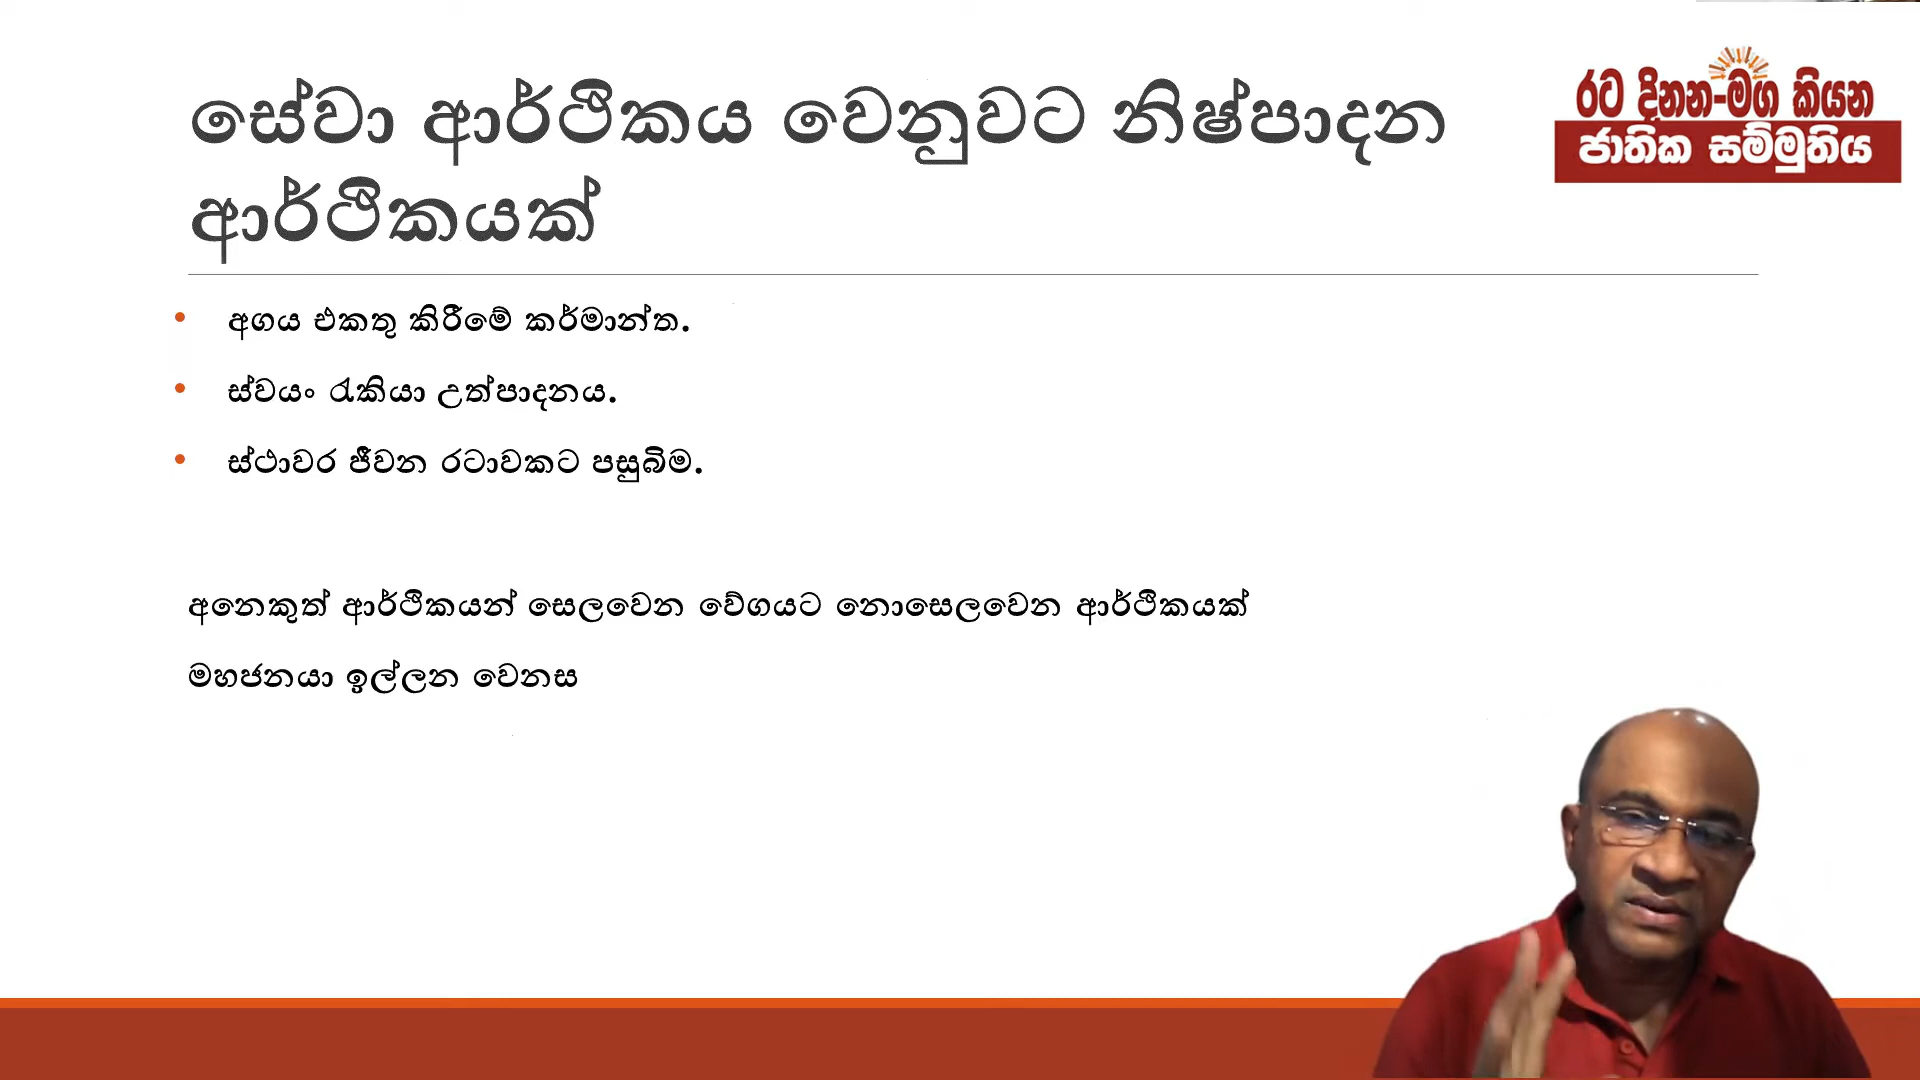 සේවා ආර්ථිකය වෙනුවට නිෂ්පාදන
ආර්ථිකයක්
රට දිනන-මග කියන
ජාතික සම්මුතිය
• අගය එකතු කිරීමේ කර්මාන්ත.
• ස්වයං රැකියා උත්පාදනය.
• ස්ථාවර ජීවන රටාවකට පසුබිම.
අනෙකුත් ආර්ථිකයන් සෙලවෙන වේගයට නොසෙලවෙන ආර්ථිකයක්
මහජනයා ඉල්ලන වෙනස